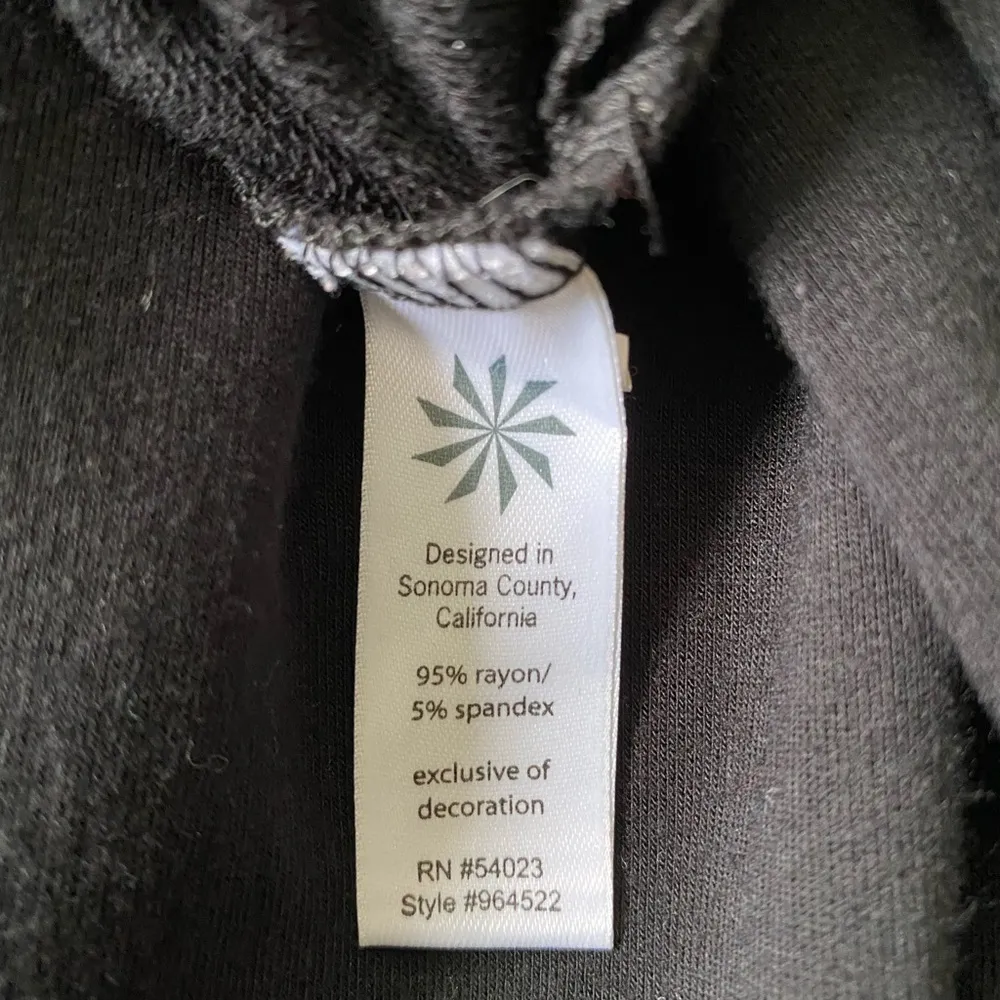 Designed in
Sonoma County,
California
95% rayon/
5% spandex
exclusive of
decoration
RN #54023
Style #964522